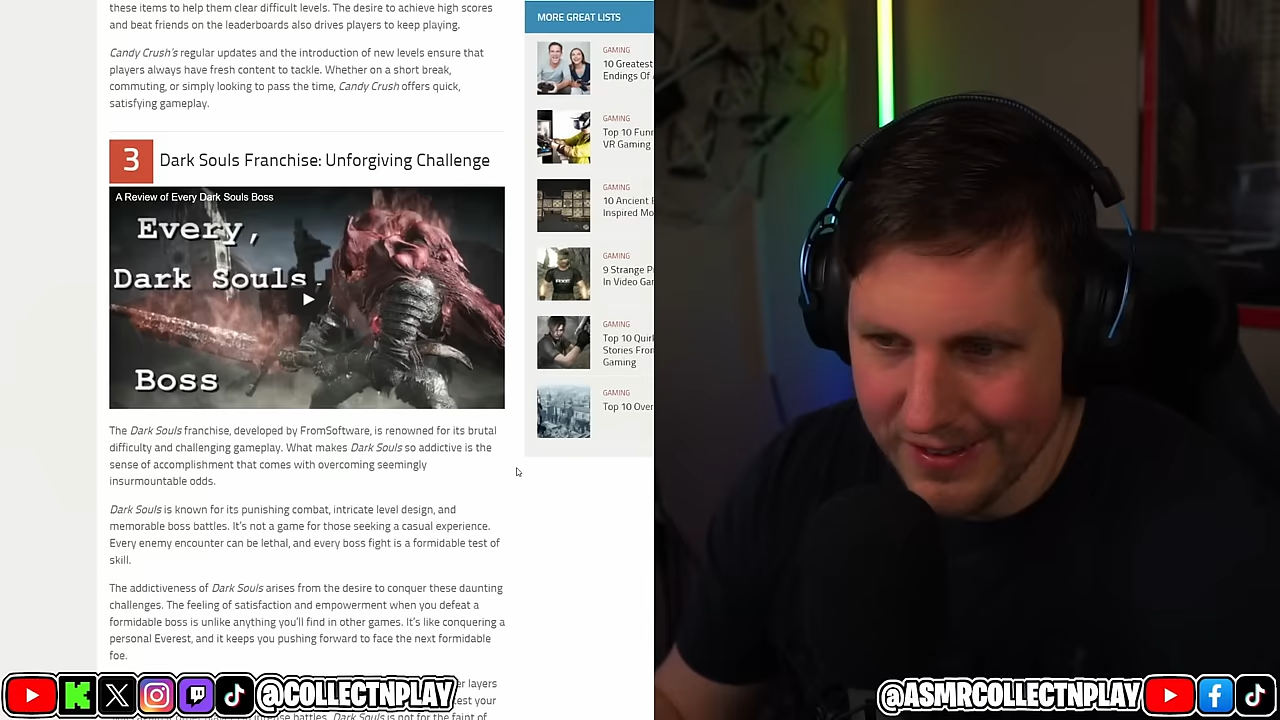 these items to help them clear difficult levels. The desire to achieve high scores
and beat friends on the leaderboards also drives players to keep playing.
Candy Crush's regular updates and the introduction of new levels ensure that
players always have fresh content to tackle. Whether on a short break,
commuting, or simply looking to pass the time, Candy Crush offers quick,
satisfying gameplay.
3 Dark Souls Franchise: Unforgiving Challenge
A Review of Every Dark Souls Boss
Every,
Dark Souls
Boss
The Dark Souls franchise, developed by FromSoftware, is renowned for its brutal
difficulty and challenging gameplay. What makes Dark Souls so addictive is the
sense of accomplishment that comes with overcoming seemingly
insurmountable odds.
Dark Souls is known for its punishing combat, intricate level design, and
memorable boss battles. It's not a game for those seeking a casual experience.
Every enemy encounter can be lethal, and every boss fight is a formidable test of
skill.
The addictiveness of Dark Souls arises from the desire to conquer these daunting
challenges. The feeling of satisfaction and empowerment when you defeat a
formidable boss is unlike anything you'll find in other games. It's like conquering a
personal Everest, and it keeps you pushing forward to face the next formidable
foe.
layers
your
battles. Dark Souls is not for the faint of
MORE GREAT LISTS
GAMING
10 Greatest
Endings Of
GAMING
Top 10
VR Gaming
GAMING
10 Ancient
Inspired
GAMING
9 Strange
In Video
GAMING
Top 10
Stories From
Gaming
GAMING
Top 10
@COLLECTNPLAY
@ASMRCOLLECTNPLAY